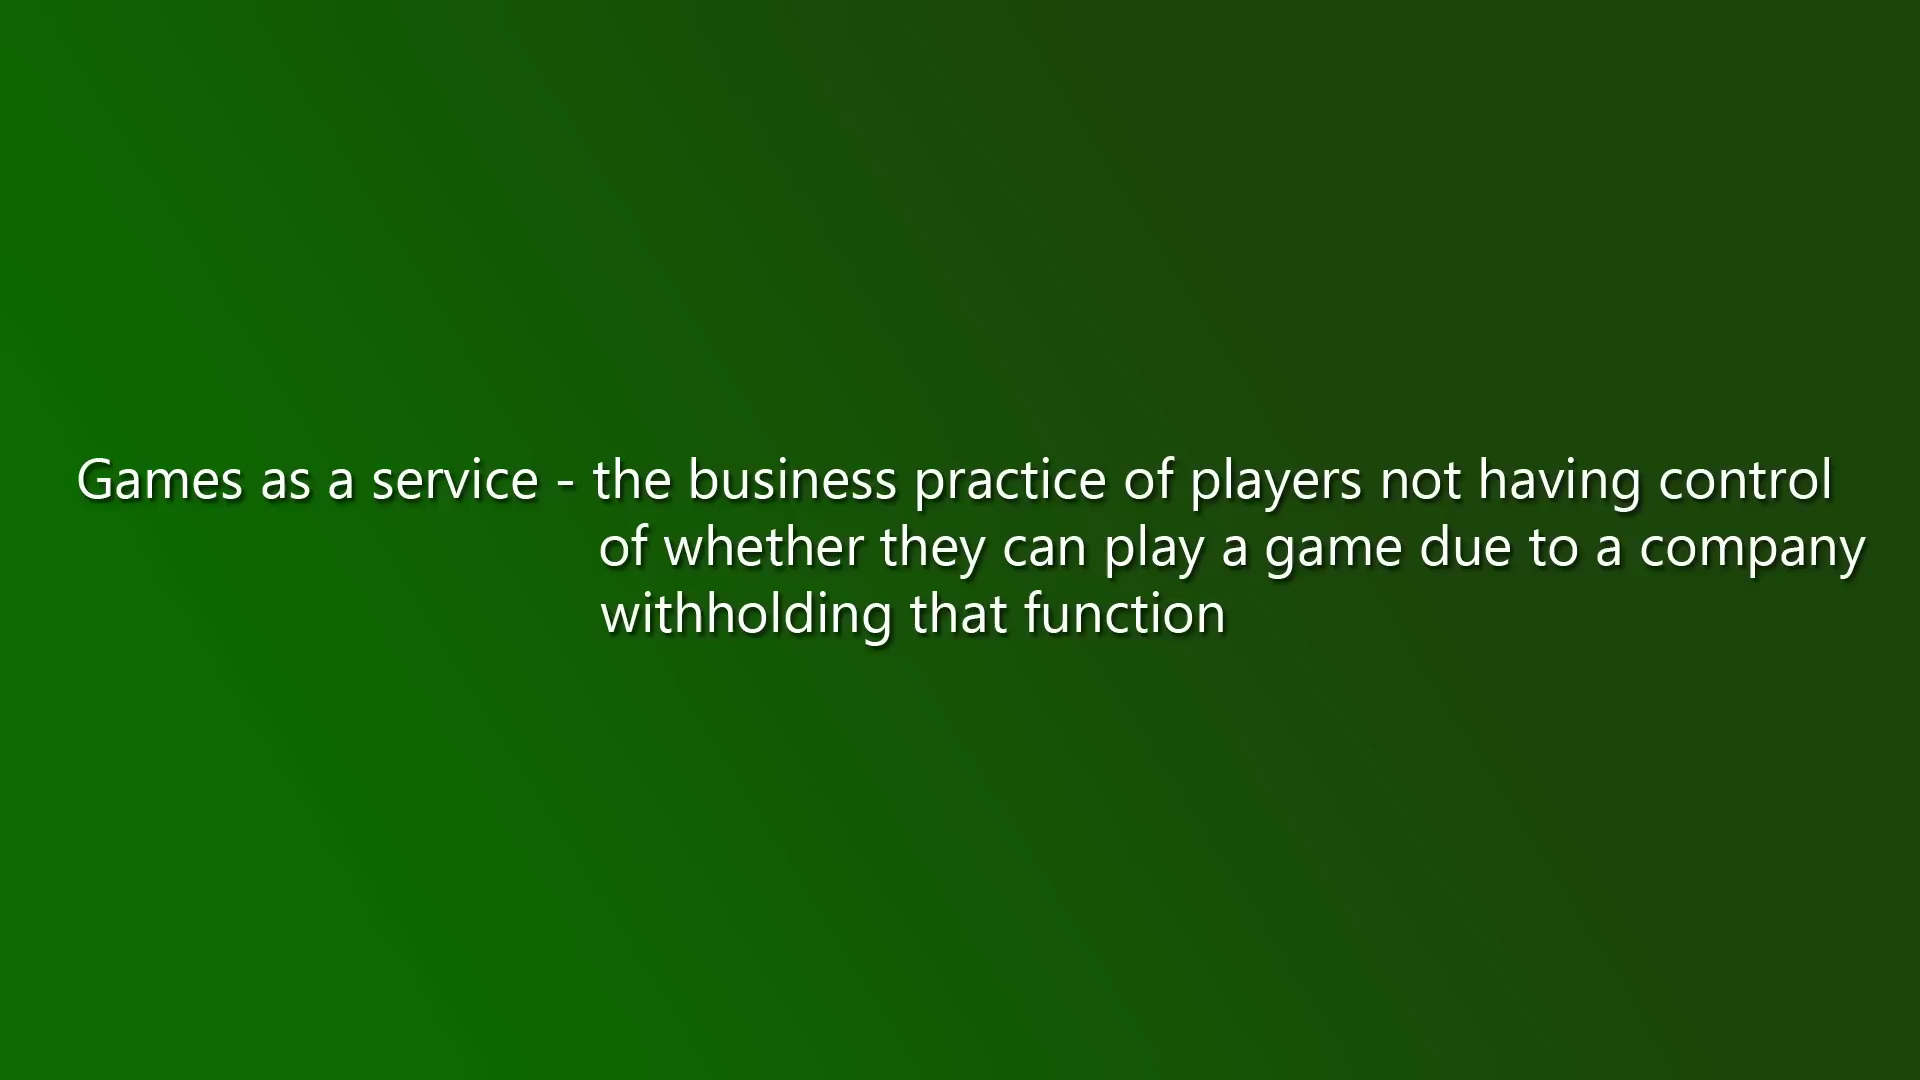 Games as a service - the business practice of players not having control
of whether they can play a game due to a company
withholding that function